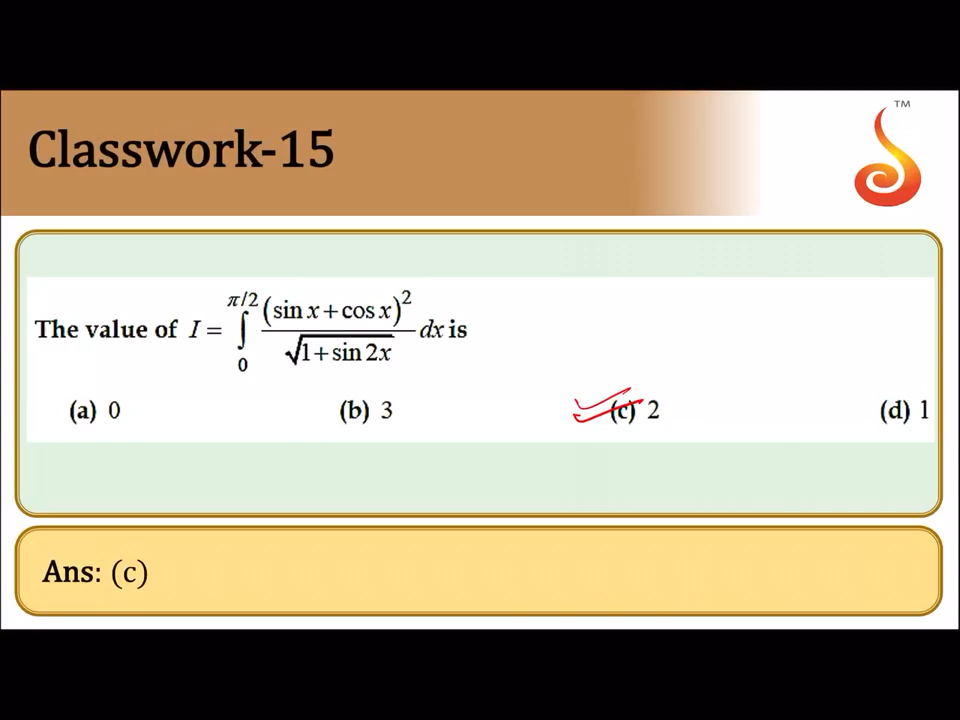 TM
Classwork-15
The value of I = ∫_0^{π/2} (sin x + cos x)^2 / √(1 + sin 2x) dx is
(a) 0 (b) 3 (c) 2 (d) 1
Ans: (c)